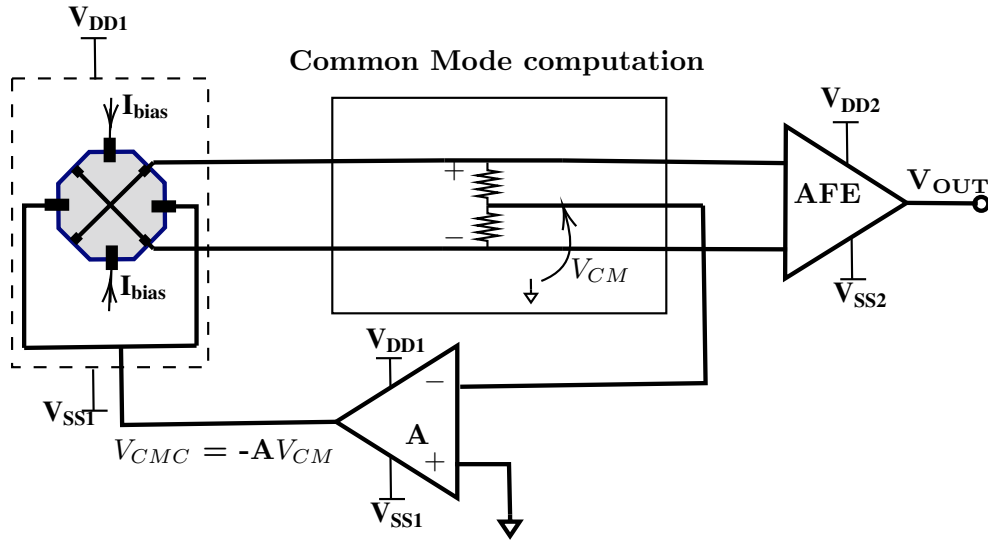 V_DD1
I_bias
I_bias
V_SS1
Common Mode computation
+
−
V_CM
V_DD2
AFE
V_OUT
V_SS2
V_DD1
−
A
+
V_SS1
V_CMC = -AV_CM